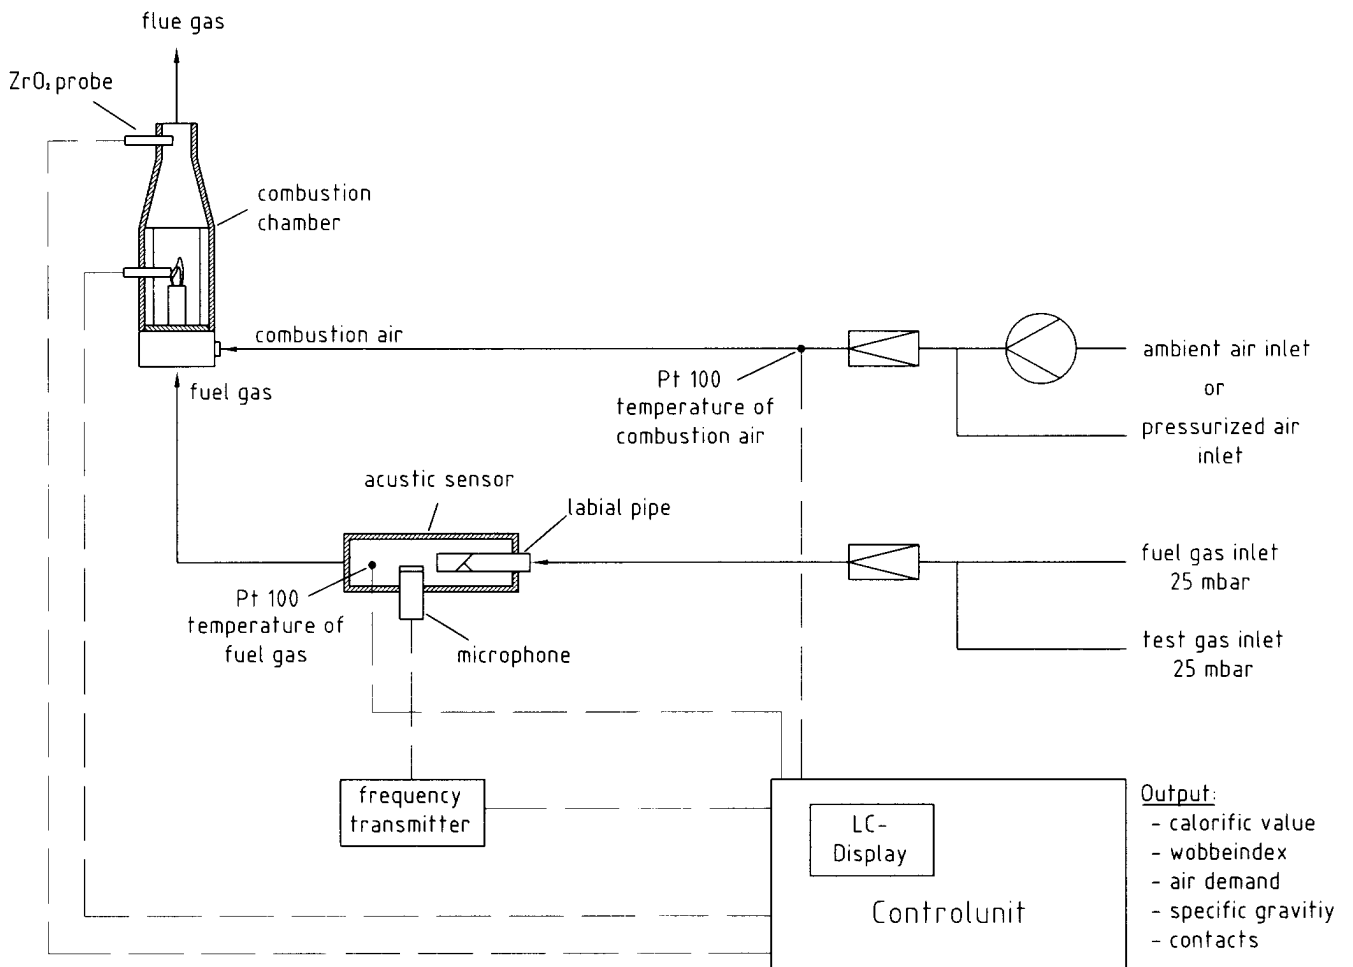 flue gas
ZrO₂ probe
combustion
chamber
combustion air
fuel gas
Pt 100
temperature of
combustion air
ambient air inlet
or
pressurized air
inlet
acustic sensor
labial pipe
fuel gas inlet
25 mbar
Pt 100
temperature of
fuel gas
microphone
test gas inlet
25 mbar
frequency
transmitter
LC-
Display
Controlunit
Output:
- calorific value
- wobbeindex
- air demand
- specific gravitiy
- contacts